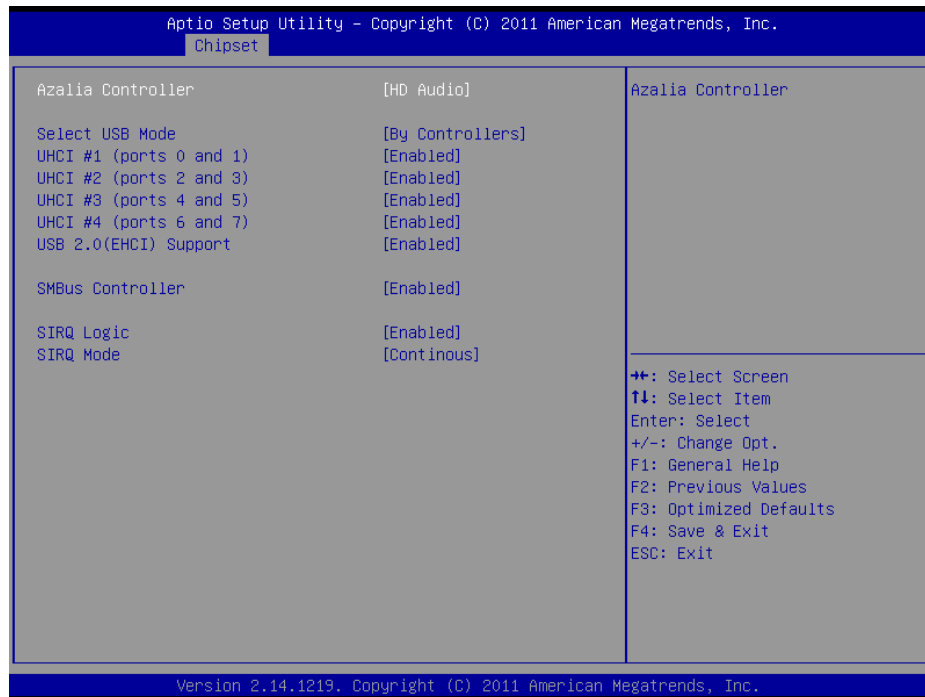 Aptio Setup Utility – Copyright (C) 2011 American Megatrends, Inc.
Chipset
Azalia Controller [HD Audio]
Select USB Mode [By Controllers]
UHCI #1 (ports 0 and 1) [Enabled]
UHCI #2 (ports 2 and 3) [Enabled]
UHCI #3 (ports 4 and 5) [Enabled]
UHCI #4 (ports 6 and 7) [Enabled]
USB 2.0(EHCI) Support [Enabled]
SMBus Controller [Enabled]
SIRQ Logic [Enabled]
SIRQ Mode [Continous]
Azalia Controller
→←: Select Screen
↑↓: Select Item
Enter: Select
+/-: Change Opt.
F1: General Help
F2: Previous Values
F3: Optimized Defaults
F4: Save & Exit
ESC: Exit
Version 2.14.1219. Copyright (C) 2011 American Megatrends, Inc.